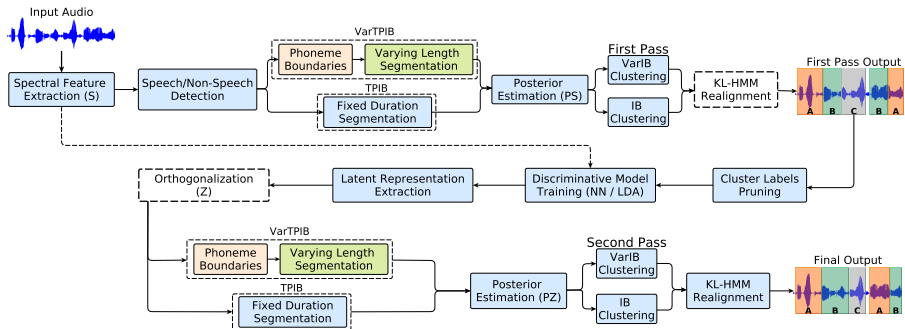 Input Audio
Spectral Feature
Extraction (S)
Speech/Non-Speech
Detection
VarTPIB
Phoneme
Boundaries
Varying Length
Segmentation
TPIB
Fixed Duration
Segmentation
Posterior
Estimation (PS)
First Pass
VarIB
Clustering
IB
Clustering
KL-HMM
Realignment
First Pass Output
A B C B A
Cluster Labels
Pruning
Discriminative Model
Training (NN / LDA)
Latent Representation
Extraction
Orthogonalization
(Z)
VarTPIB
Phoneme
Boundaries
Varying Length
Segmentation
TPIB
Fixed Duration
Segmentation
Posterior
Estimation (PZ)
Second Pass
VarIB
Clustering
IB
Clustering
KL-HMM
Realignment
Final Output
A B C A B